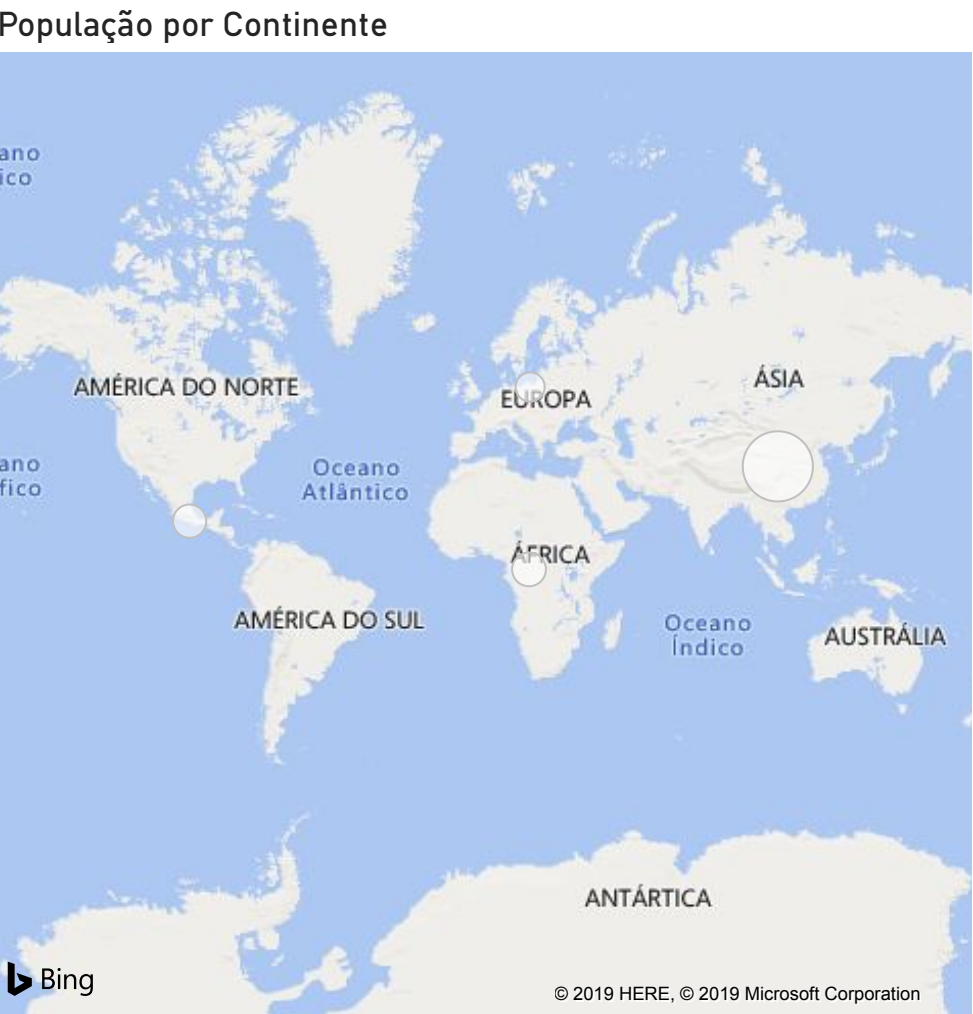 População por Continente
ano
ico
AMÉRICA DO NORTE
EUROPA
ÁSIA
ano
fico
Oceano
Atlântico
ÁFRICA
AMÉRICA DO SUL
Oceano
Índico
AUSTRÁLIA
ANTÁRTICA
Bing
© 2019 HERE, © 2019 Microsoft Corporation